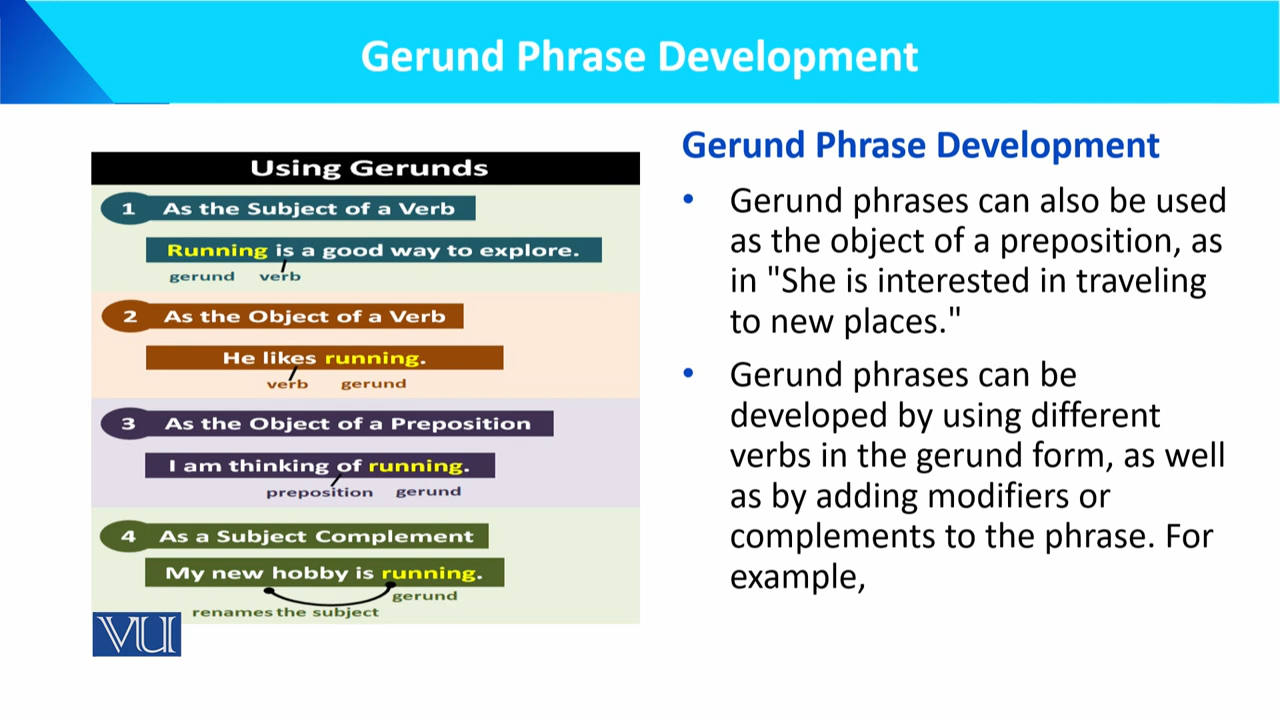 Gerund Phrase Development
Using Gerunds
1 As the Subject of a Verb
Running is a good way to explore.
gerund verb
2 As the Object of a Verb
He likes running.
verb gerund
3 As the Object of a Preposition
I am thinking of running.
preposition gerund
4 As a Subject Complement
My new hobby is running.
gerund
renames the subject
VU
Gerund Phrase Development
• Gerund phrases can also be used
as the object of a preposition, as
in "She is interested in traveling
to new places."
• Gerund phrases can be
developed by using different
verbs in the gerund form, as well
as by adding modifiers or
complements to the phrase. For
example,